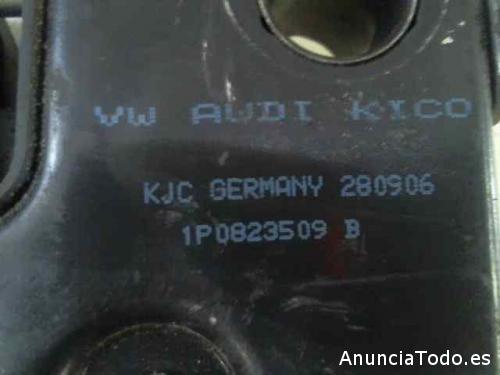 VW AUDI KICO
KJC GERMANY 280906
1P0823509 B
AnunciaTodo.es